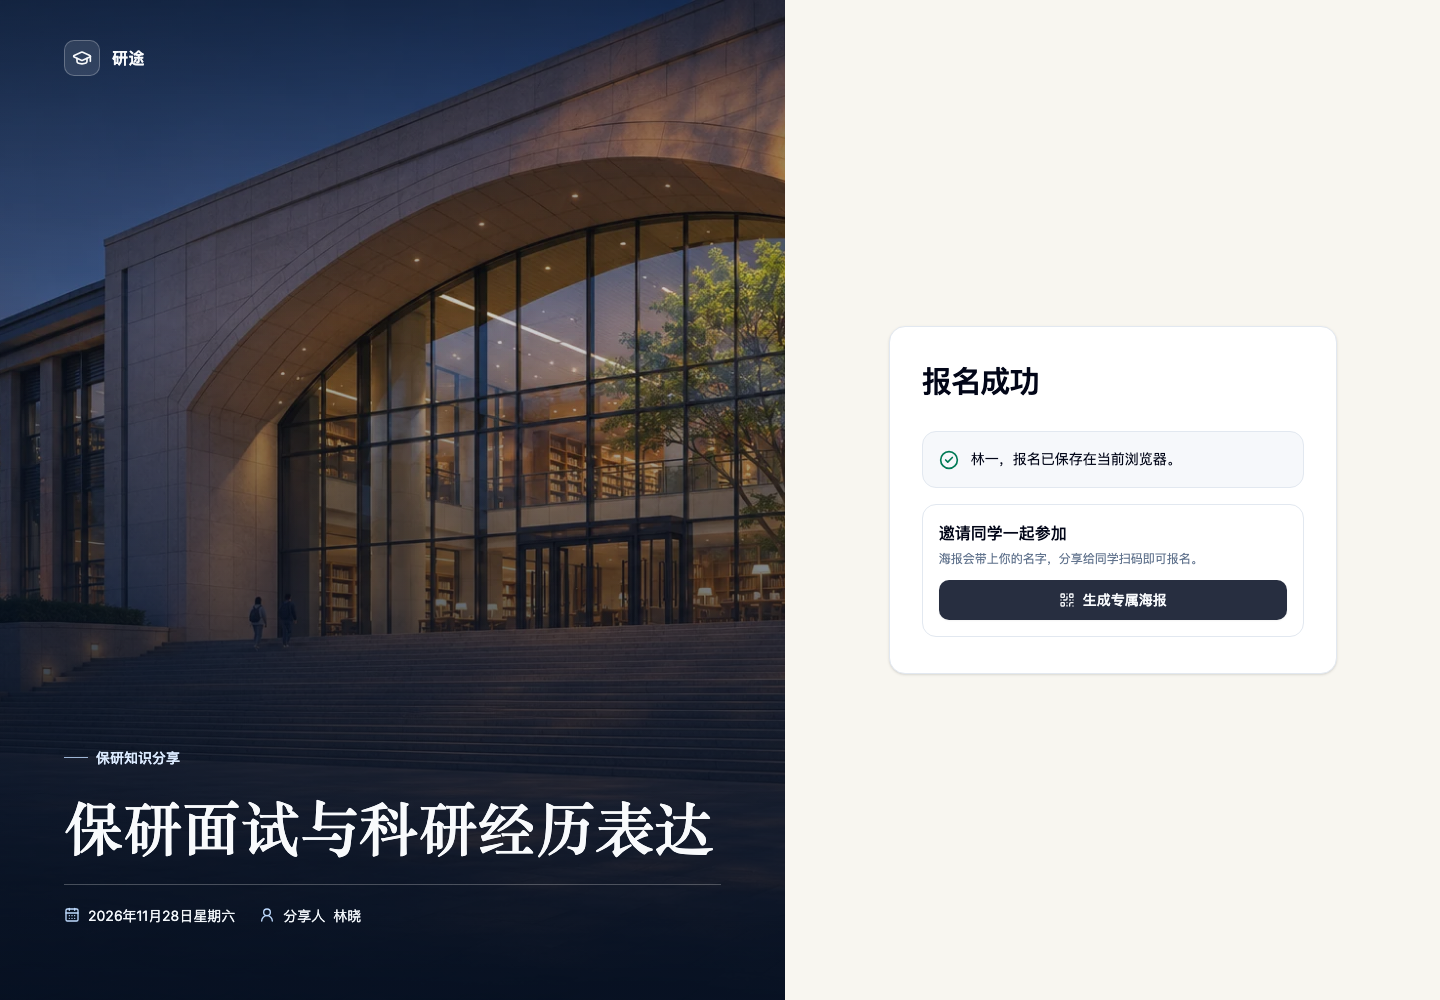 研途
保研知识分享
保研面试与科研经历表达
2026年11月28日星期六 分享人 林晓
报名成功
林一，报名已保存在当前浏览器。
邀请同学一起参加
海报会带上你的名字，分享给同学扫码即可报名。
生成专属海报